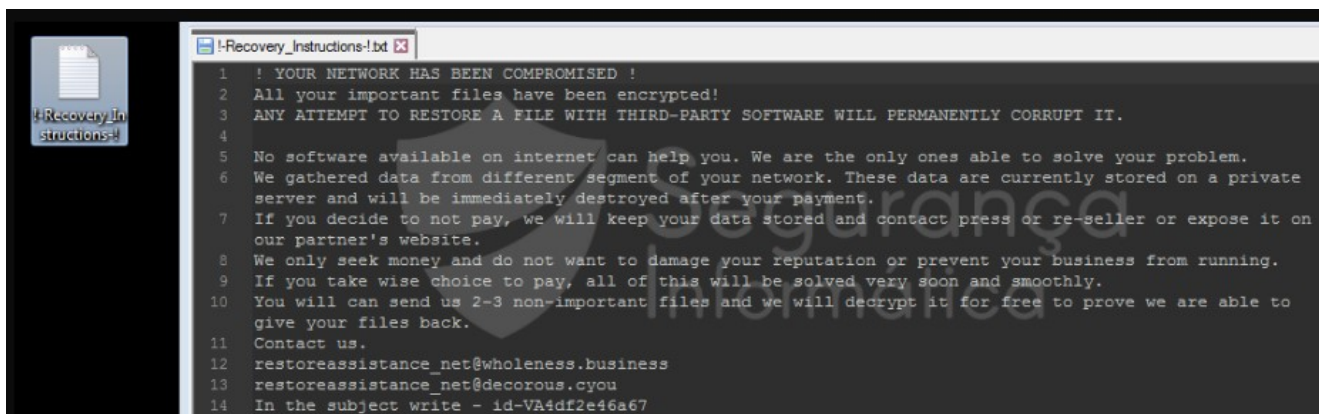 !-Recovery_In
structions-!
!-Recovery_Instructions-!.txt
1 ! YOUR NETWORK HAS BEEN COMPROMISED !
2 All your important files have been encrypted!
3 ANY ATTEMPT TO RESTORE A FILE WITH THIRD-PARTY SOFTWARE WILL PERMANENTLY CORRUPT IT.
4
5 No software available on internet can help you. We are the only ones able to solve your problem.
6 We gathered data from different segment of your network. These data are currently stored on a private
server and will be immediately destroyed after your payment.
7 If you decide to not pay, we will keep your data stored and contact press or re-seller or expose it on
our partner's website.
8 We only seek money and do not want to damage your reputation or prevent your business from running.
9 If you take wise choice to pay, all of this will be solved very soon and smoothly.
10 You will can send us 2-3 non-important files and we will decrypt it for free to prove we are able to
give your files back.
11 Contact us.
12 restoreassistance_net@wholeness.business
13 restoreassistance_net@decorous.cyou
14 In the subject write - id-VA4df2e46a67
Segurança
Informática